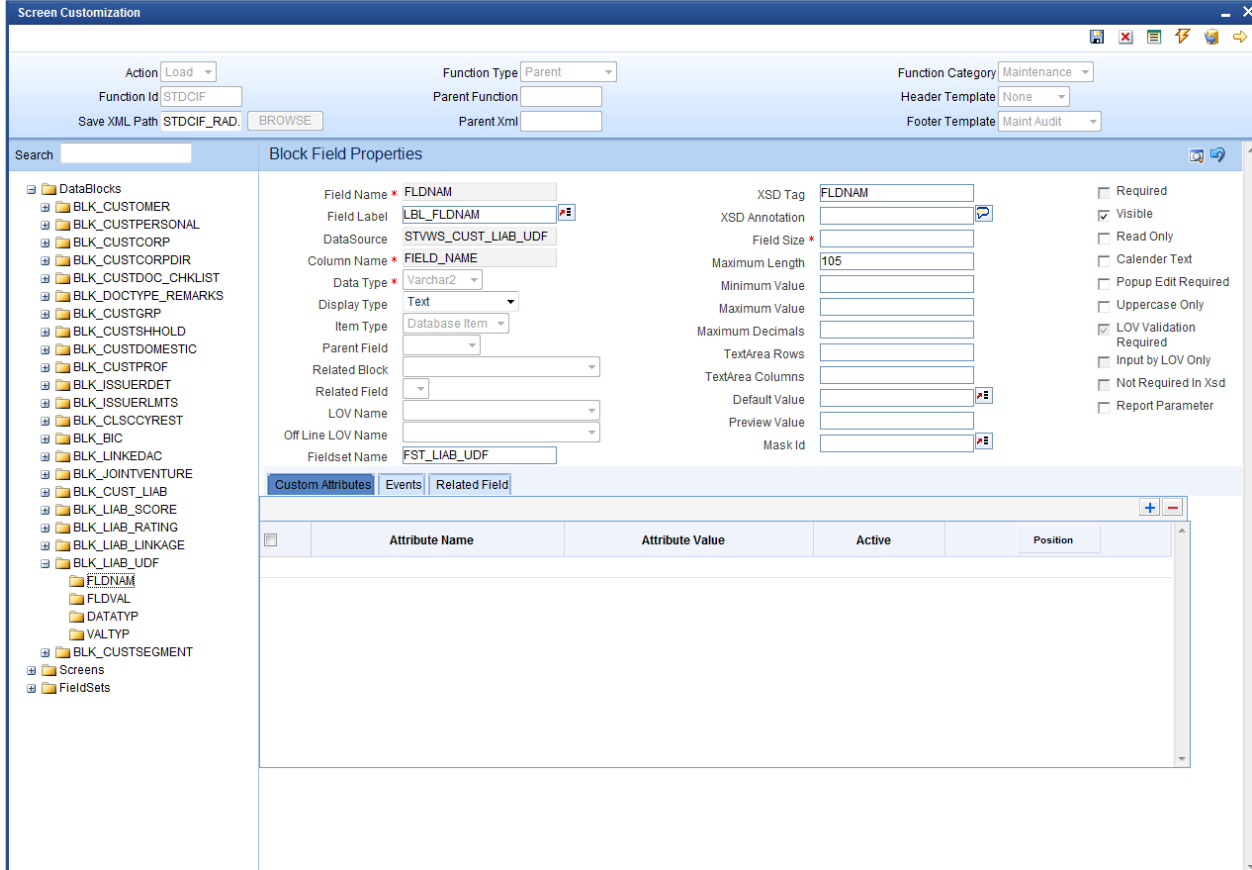 Screen Customization
Action Load Function Type Parent Function Category Maintenance
Function Id STDCIF Parent Function Header Template None
Save XML Path STDCIF_RAD. BROWSE Parent Xml Footer Template Maint Audit
Search Block Field Properties
DataBlocks
BLK_CUSTOMER
BLK_CUSTPERSONAL
BLK_CUSTCORP
BLK_CUSTCORPDIR
BLK_CUSTDOC_CHKLIST
BLK_DOCTYPE_REMARKS
BLK_CUSTGRP
BLK_CUSTSHHOLD
BLK_CUSTDOMESTIC
BLK_CUSTPROF
BLK_ISSUERDET
BLK_ISSUERLMTS
BLK_CLSCCYREST
BLK_BIC
BLK_LINKEDAC
BLK_JOINTVENTURE
BLK_CUST_LIAB
BLK_LIAB_SCORE
BLK_LIAB_RATING
BLK_LIAB_LINKAGE
BLK_LIAB_UDF
FLDNAM
FLDVAL
DATATYP
VALTYP
BLK_CUSTSEGMENT
Screens
FieldSets
Field Name * FLDNAM
Field Label LBL_FLDNAM
DataSource STVWS_CUST_LIAB_UDF
Column Name * FIELD_NAME
Data Type * Varchar2
Display Type Text
Item Type Database Item
Parent Field
Related Block
Related Field
LOV Name
Off Line LOV Name
Fieldset Name FST_LIAB_UDF
XSD Tag FLDNAM
XSD Annotation
Field Size *
Maximum Length 105
Minimum Value
Maximum Value
Maximum Decimals
TextArea Rows
TextArea Columns
Default Value
Preview Value
Mask Id
Required
Visible
Read Only
Calender Text
Popup Edit Required
Uppercase Only
LOV Validation
Required
Input by LOV Only
Not Required In Xsd
Report Parameter
Custom Attributes Events Related Field
Attribute Name Attribute Value Active Position